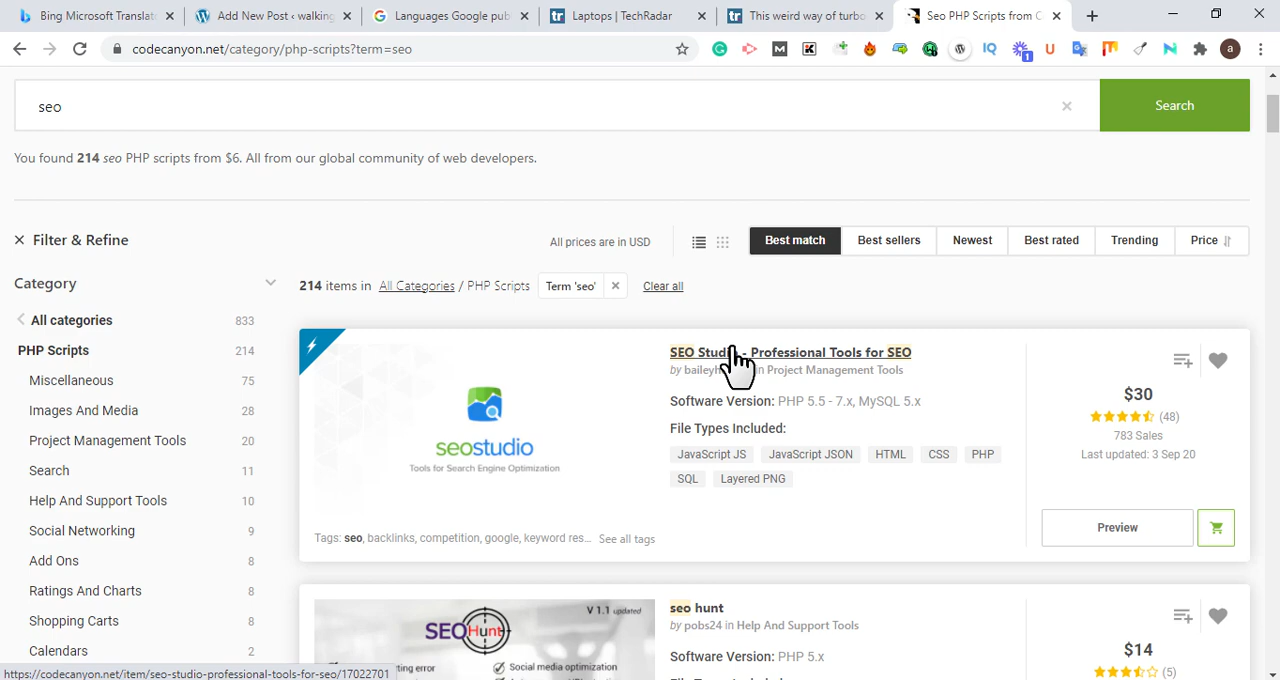 Bing Microsoft Translat
Add New Post ‹ walking
Languages Google pub
Laptops | TechRadar
This weird way of turbo
Seo PHP Scripts from C
codecanyon.net/category/php-scripts?term=seo
seo
Search
You found 214 seo PHP scripts from $6. All from our global community of web developers.
Filter & Refine
All prices are in USD
Best match
Best sellers
Newest
Best rated
Trending
Price
Category
214 items in All Categories / PHP Scripts
Term 'seo'
Clear all
All categories 833
PHP Scripts 214
Miscellaneous 75
Images And Media 28
Project Management Tools 20
Search 11
Help And Support Tools 10
Social Networking 9
Add Ons 8
Ratings And Charts 8
Shopping Carts 8
Calendars 8
seostudio
Tools for Search Engine Optimization
Tags: seo, backlinks, competition, google, keyword res... See all tags
SEO - Professional Tools for SEO
by in Project Management Tools
Software Version: PHP 5.5 - 7.x, MySQL 5.x
File Types Included:
JavaScript JS
JavaScript JSON
HTML
CSS
PHP
SQL
Layered PNG
$30
(48)
783 Sales
Last updated: 3 Sep 20
Preview
V 1.1 updated
SEO Hunt
ting error
Social media optimization
seo hunt
by pobs24 in Help And Support Tools
Software Version: PHP 5.x
$14
(5)
https://codecanyon.net/item/seo-studio-professional-tools-for-seo/17022701